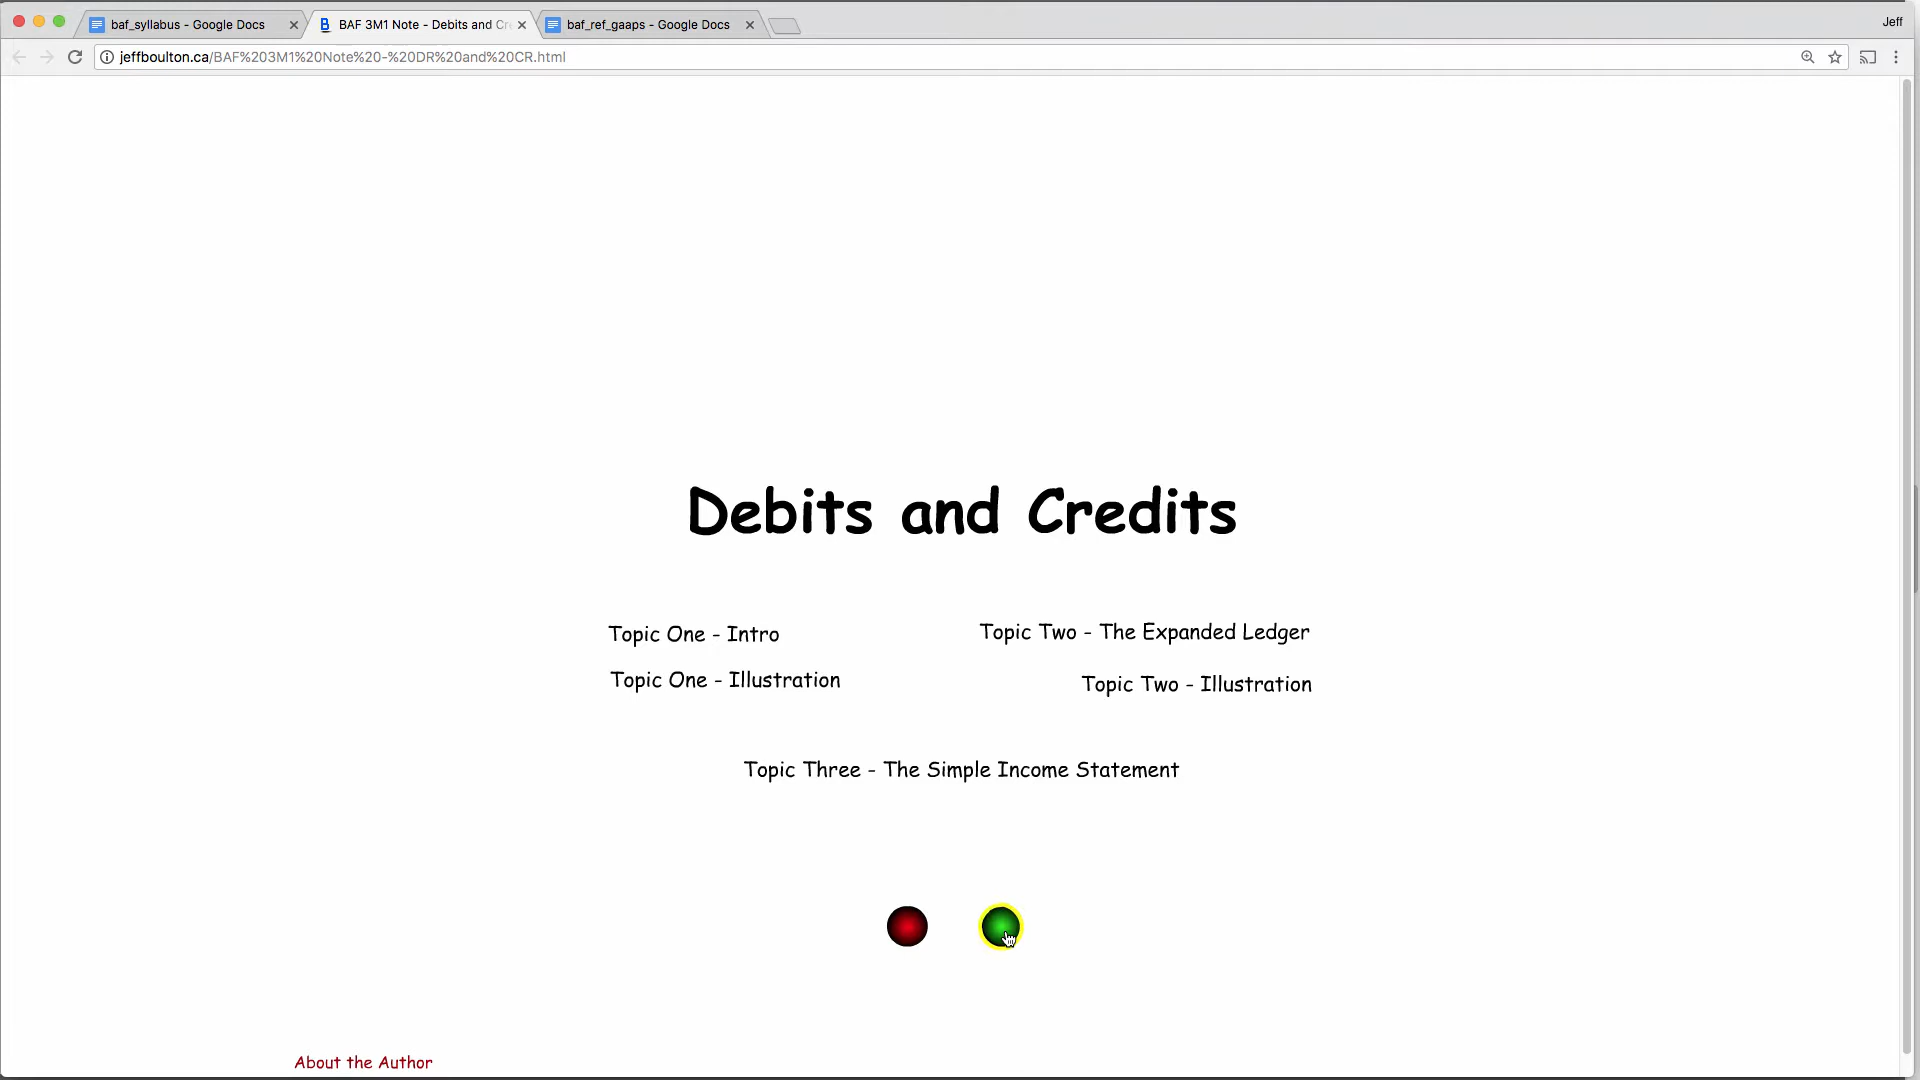 baf_syllabus - Google Docs
BAF 3M1 Note - Debits and Cr
baf_ref_gaaps - Google Docs
Jeff
jeffboulton.ca/BAF%203M1%20Note%20-%20DR%20and%20CR.html
Debits and Credits
Topic One - Intro
Topic Two - The Expanded Ledger
Topic One - Illustration
Topic Two - Illustration
Topic Three - The Simple Income Statement
About the Author